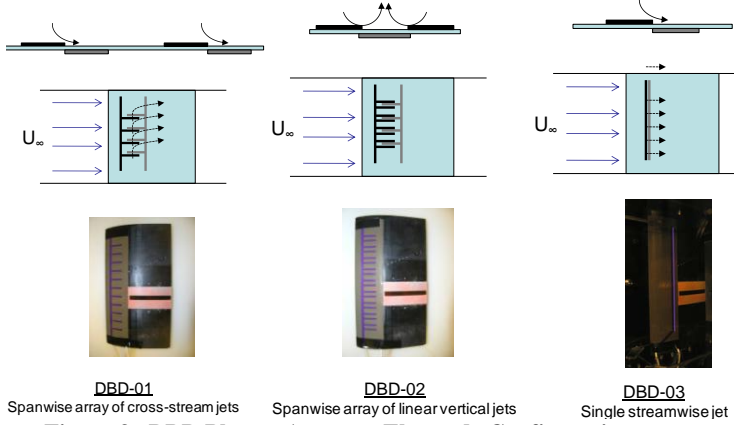 U∞
U∞
U∞
DBD-01
Spanwise array of cross-stream jets
DBD-02
Spanwise array of linear vertical jets
DBD-03
Single streamwise jet